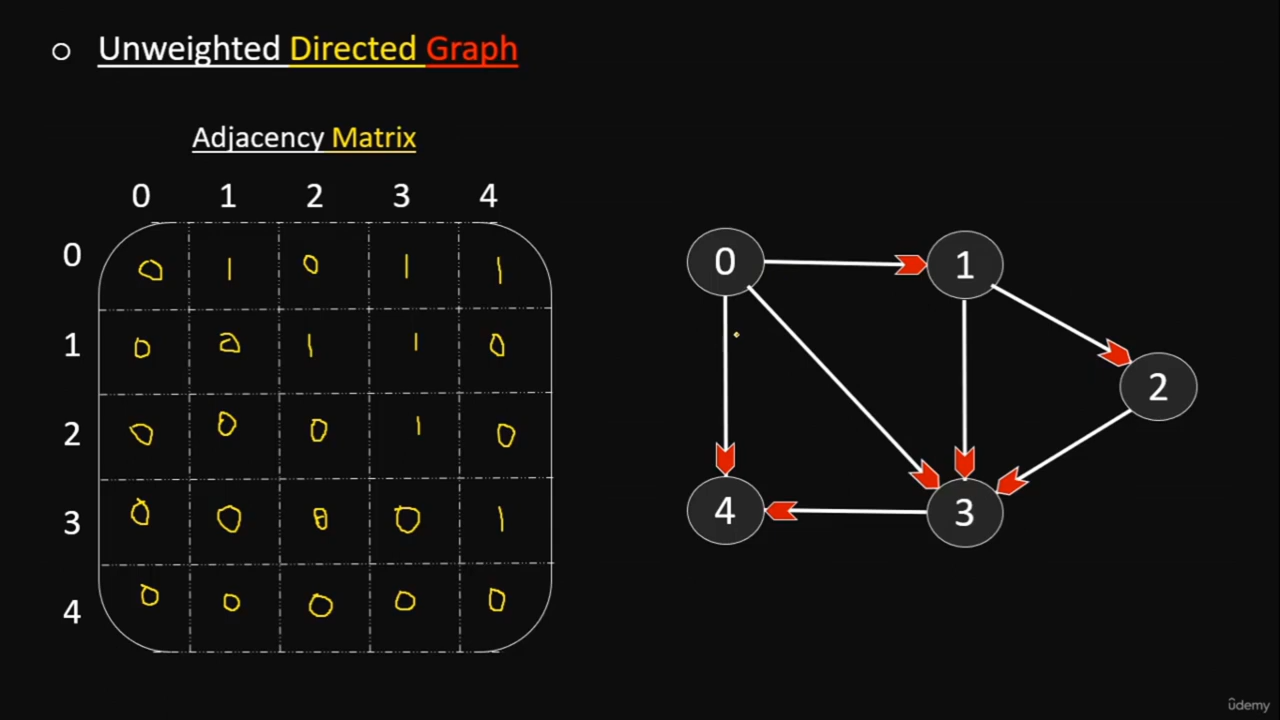 Unweighted Directed Graph
Adjacency Matrix
0 1 2 3 4
0 0 1 0 1 1
1 0 0 1 1 0
2 0 0 0 1 0
3 0 0 0 0 1
4 0 0 0 0 0
0 1
2
4 3
ûdemy